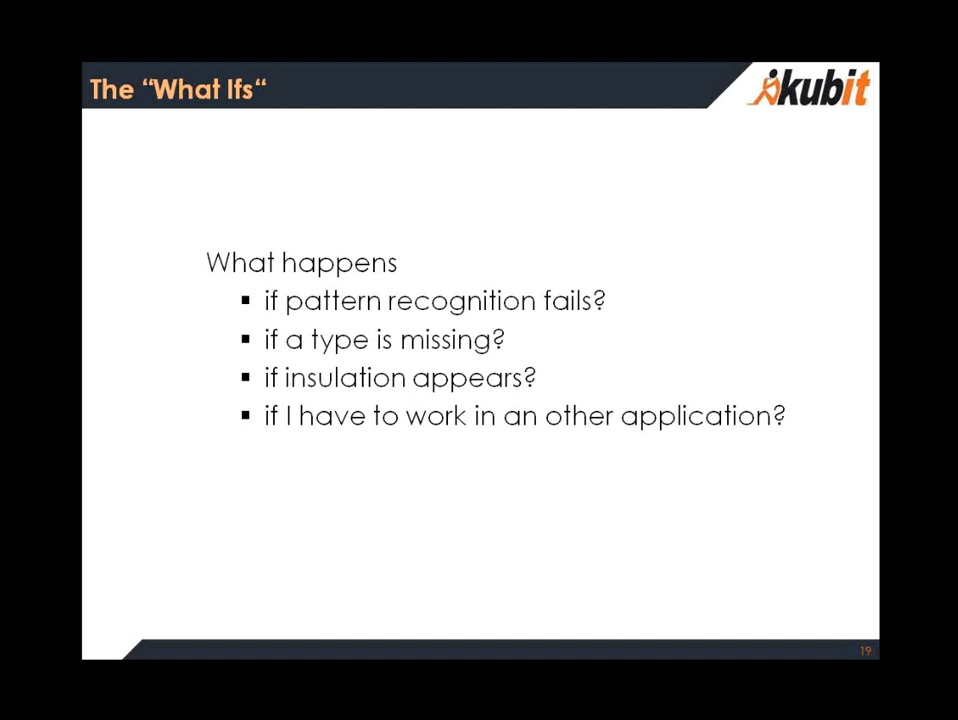 The “What Ifs“
kubit
What happens
▪ if pattern recognition fails?
▪ if a type is missing?
▪ if insulation appears?
▪ if I have to work in an other application?
19